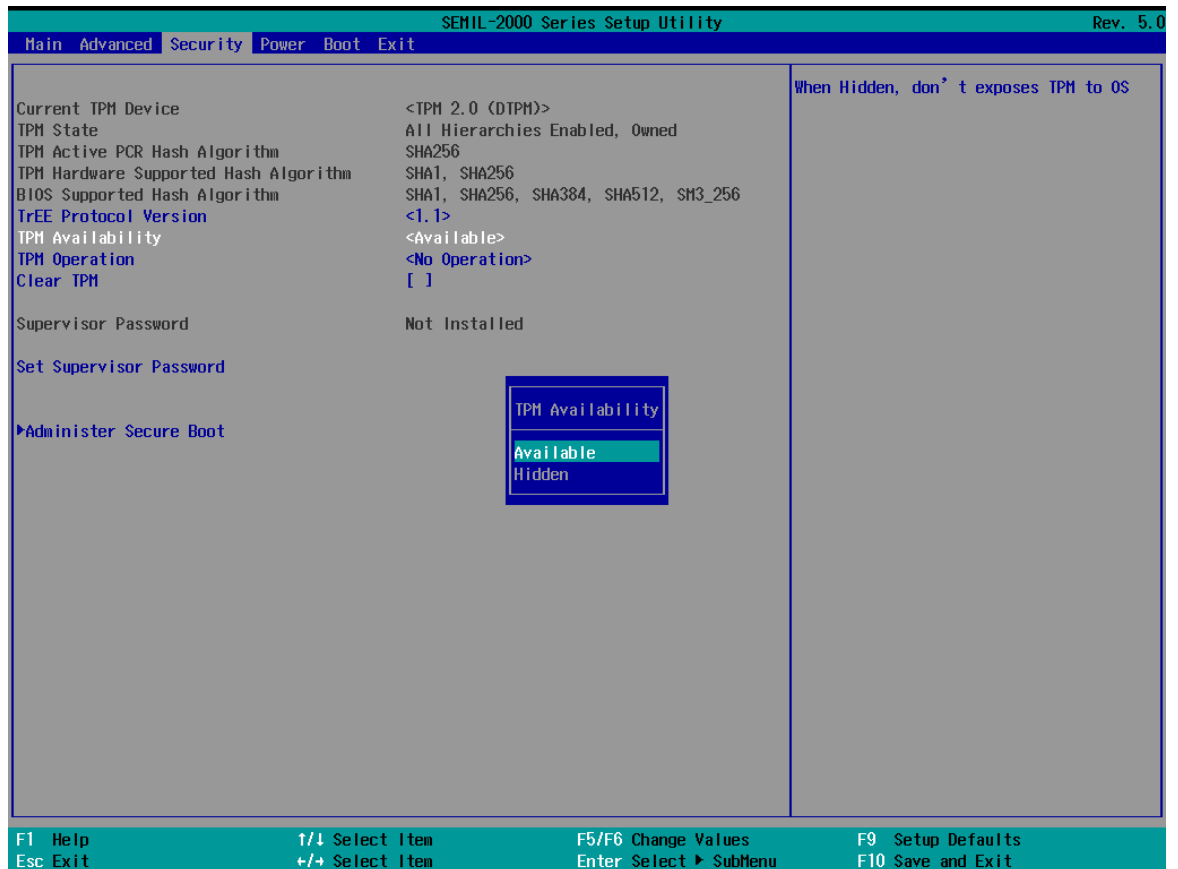 SEMIL-2000 Series Setup Utility Rev. 5.0
Main Advanced Security Power Boot Exit
When Hidden, don't exposes TPM to OS
Current TPM Device <TPM 2.0 (DTPM)>
TPM State All Hierarchies Enabled, Owned
TPM Active PCR Hash Algorithm SHA256
TPM Hardware Supported Hash Algorithm SHA1, SHA256
BIOS Supported Hash Algorithm SHA1, SHA256, SHA384, SHA512, SM3_256
TrEE Protocol Version <1.1>
TPM Availability <Available>
TPM Operation <No Operation>
Clear TPM [ ]
Supervisor Password Not Installed
Set Supervisor Password
▶Administer Secure Boot
TPM Availability
Available
Hidden
F1 Help ↑/↓ Select Item F5/F6 Change Values F9 Setup Defaults
Esc Exit ←/→ Select Item Enter Select ▶ SubMenu F10 Save and Exit